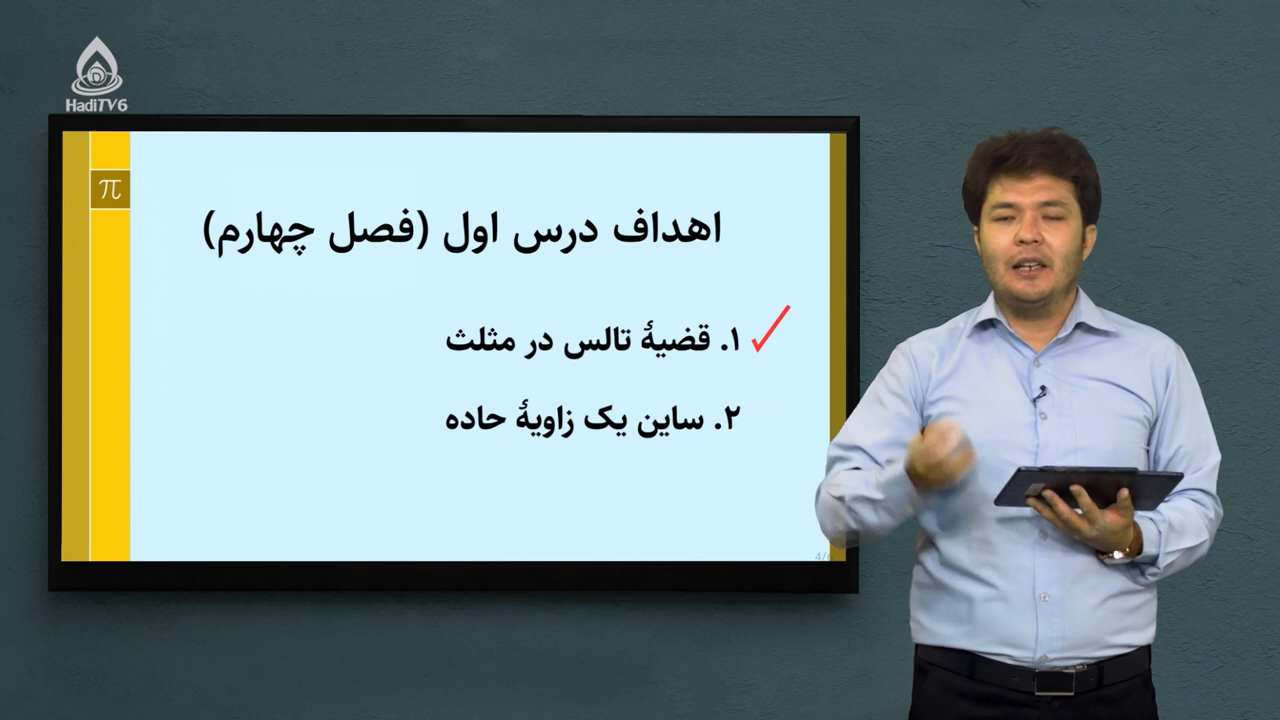 HadiTV6
π
اهداف درس اول (فصل چهارم)
۱. قضیهٔ تالس در مثلث
۲. ساین یک زاویهٔ حاده